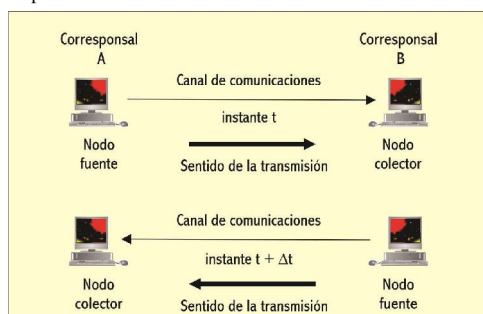 Corresponsal Corresponsal
A B
Canal de comunicaciones
instante t
Nodo Nodo
fuente colector
Sentido de la transmisión
Canal de comunicaciones
instante t + Δt
Nodo Nodo
colector fuente
Sentido de la transmisión